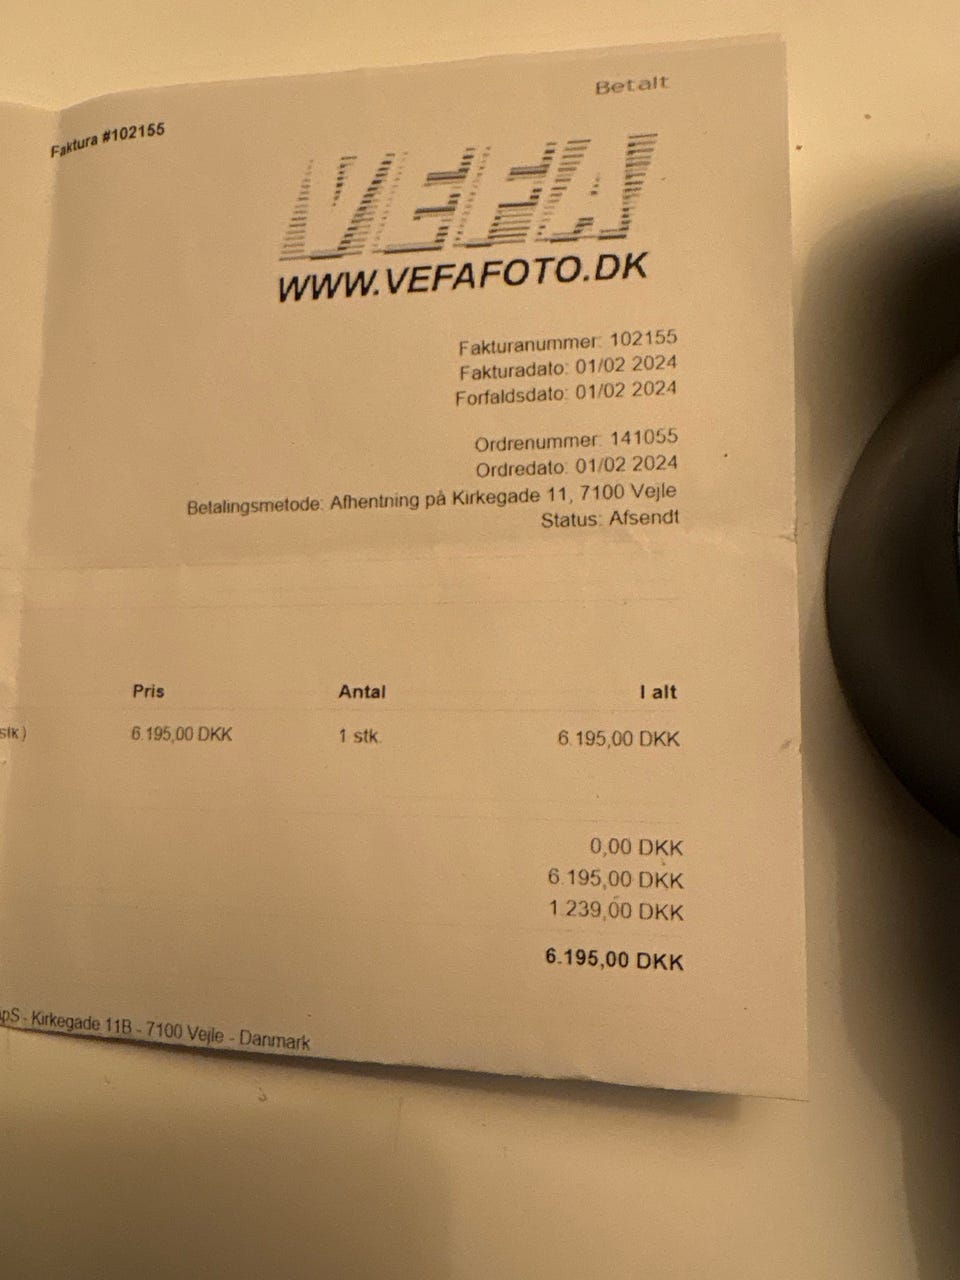 Betalt
Faktura #102155
VEFA
WWW.VEFAFOTO.DK
Fakturanummer: 102155
Fakturadato: 01/02 2024
Forfaldsdato: 01/02 2024
Ordrenummer: 141055
Ordredato: 01/02 2024
Betalingsmetode: Afhentning på Kirkegade 11, 7100 Vejle
Status: Afsendt
Pris Antal I alt
stk) 6.195,00 DKK 1 stk. 6.195,00 DKK
0,00 DKK
6.195,00 DKK
1.239,00 DKK
6.195,00 DKK
ApS - Kirkegade 11B - 7100 Vejle - Danmark